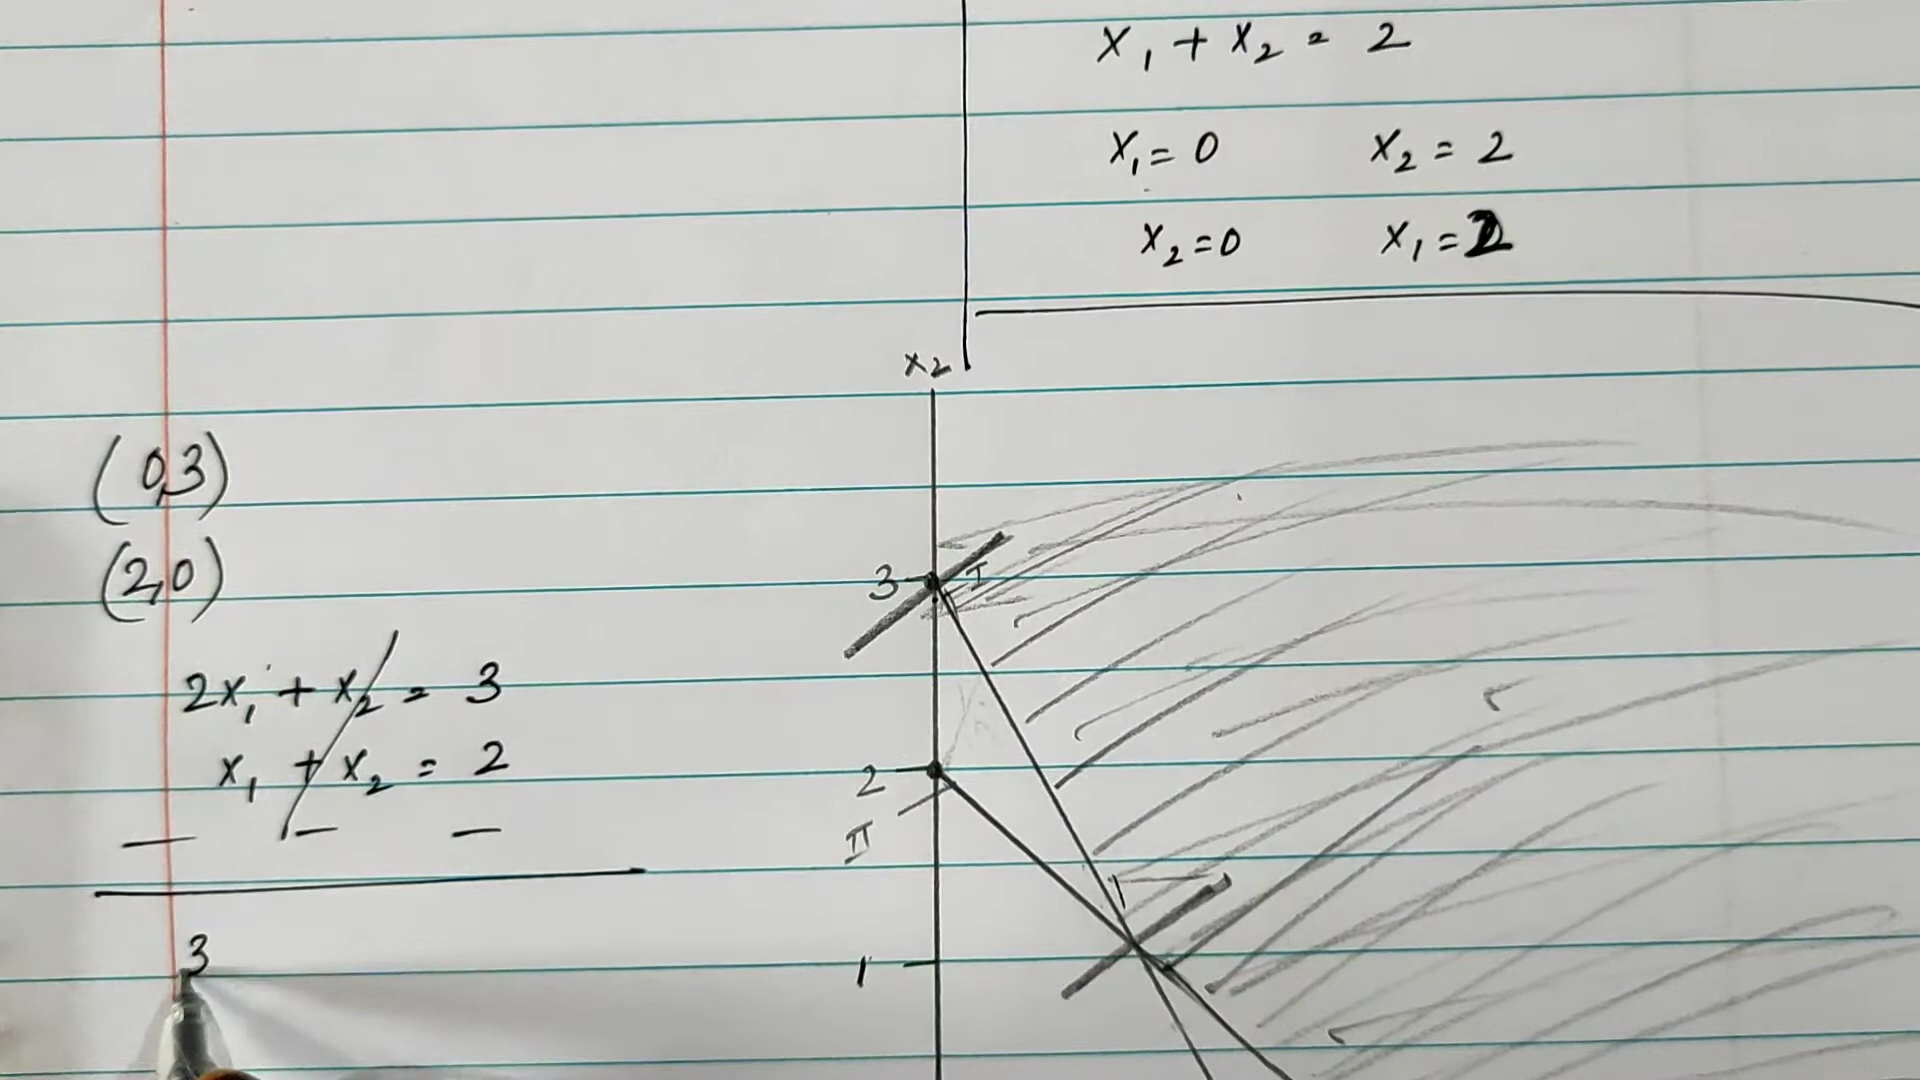 x₁ + x₂ = 2
x₁ = 0 x₂ = 2
x₂ = 0 x₁ = 2
x₂
(0,3)
(2,0)
2x₁ + x₂ = 3
x₁ + x₂ = 2
— — —
3
3 I
2
II
1